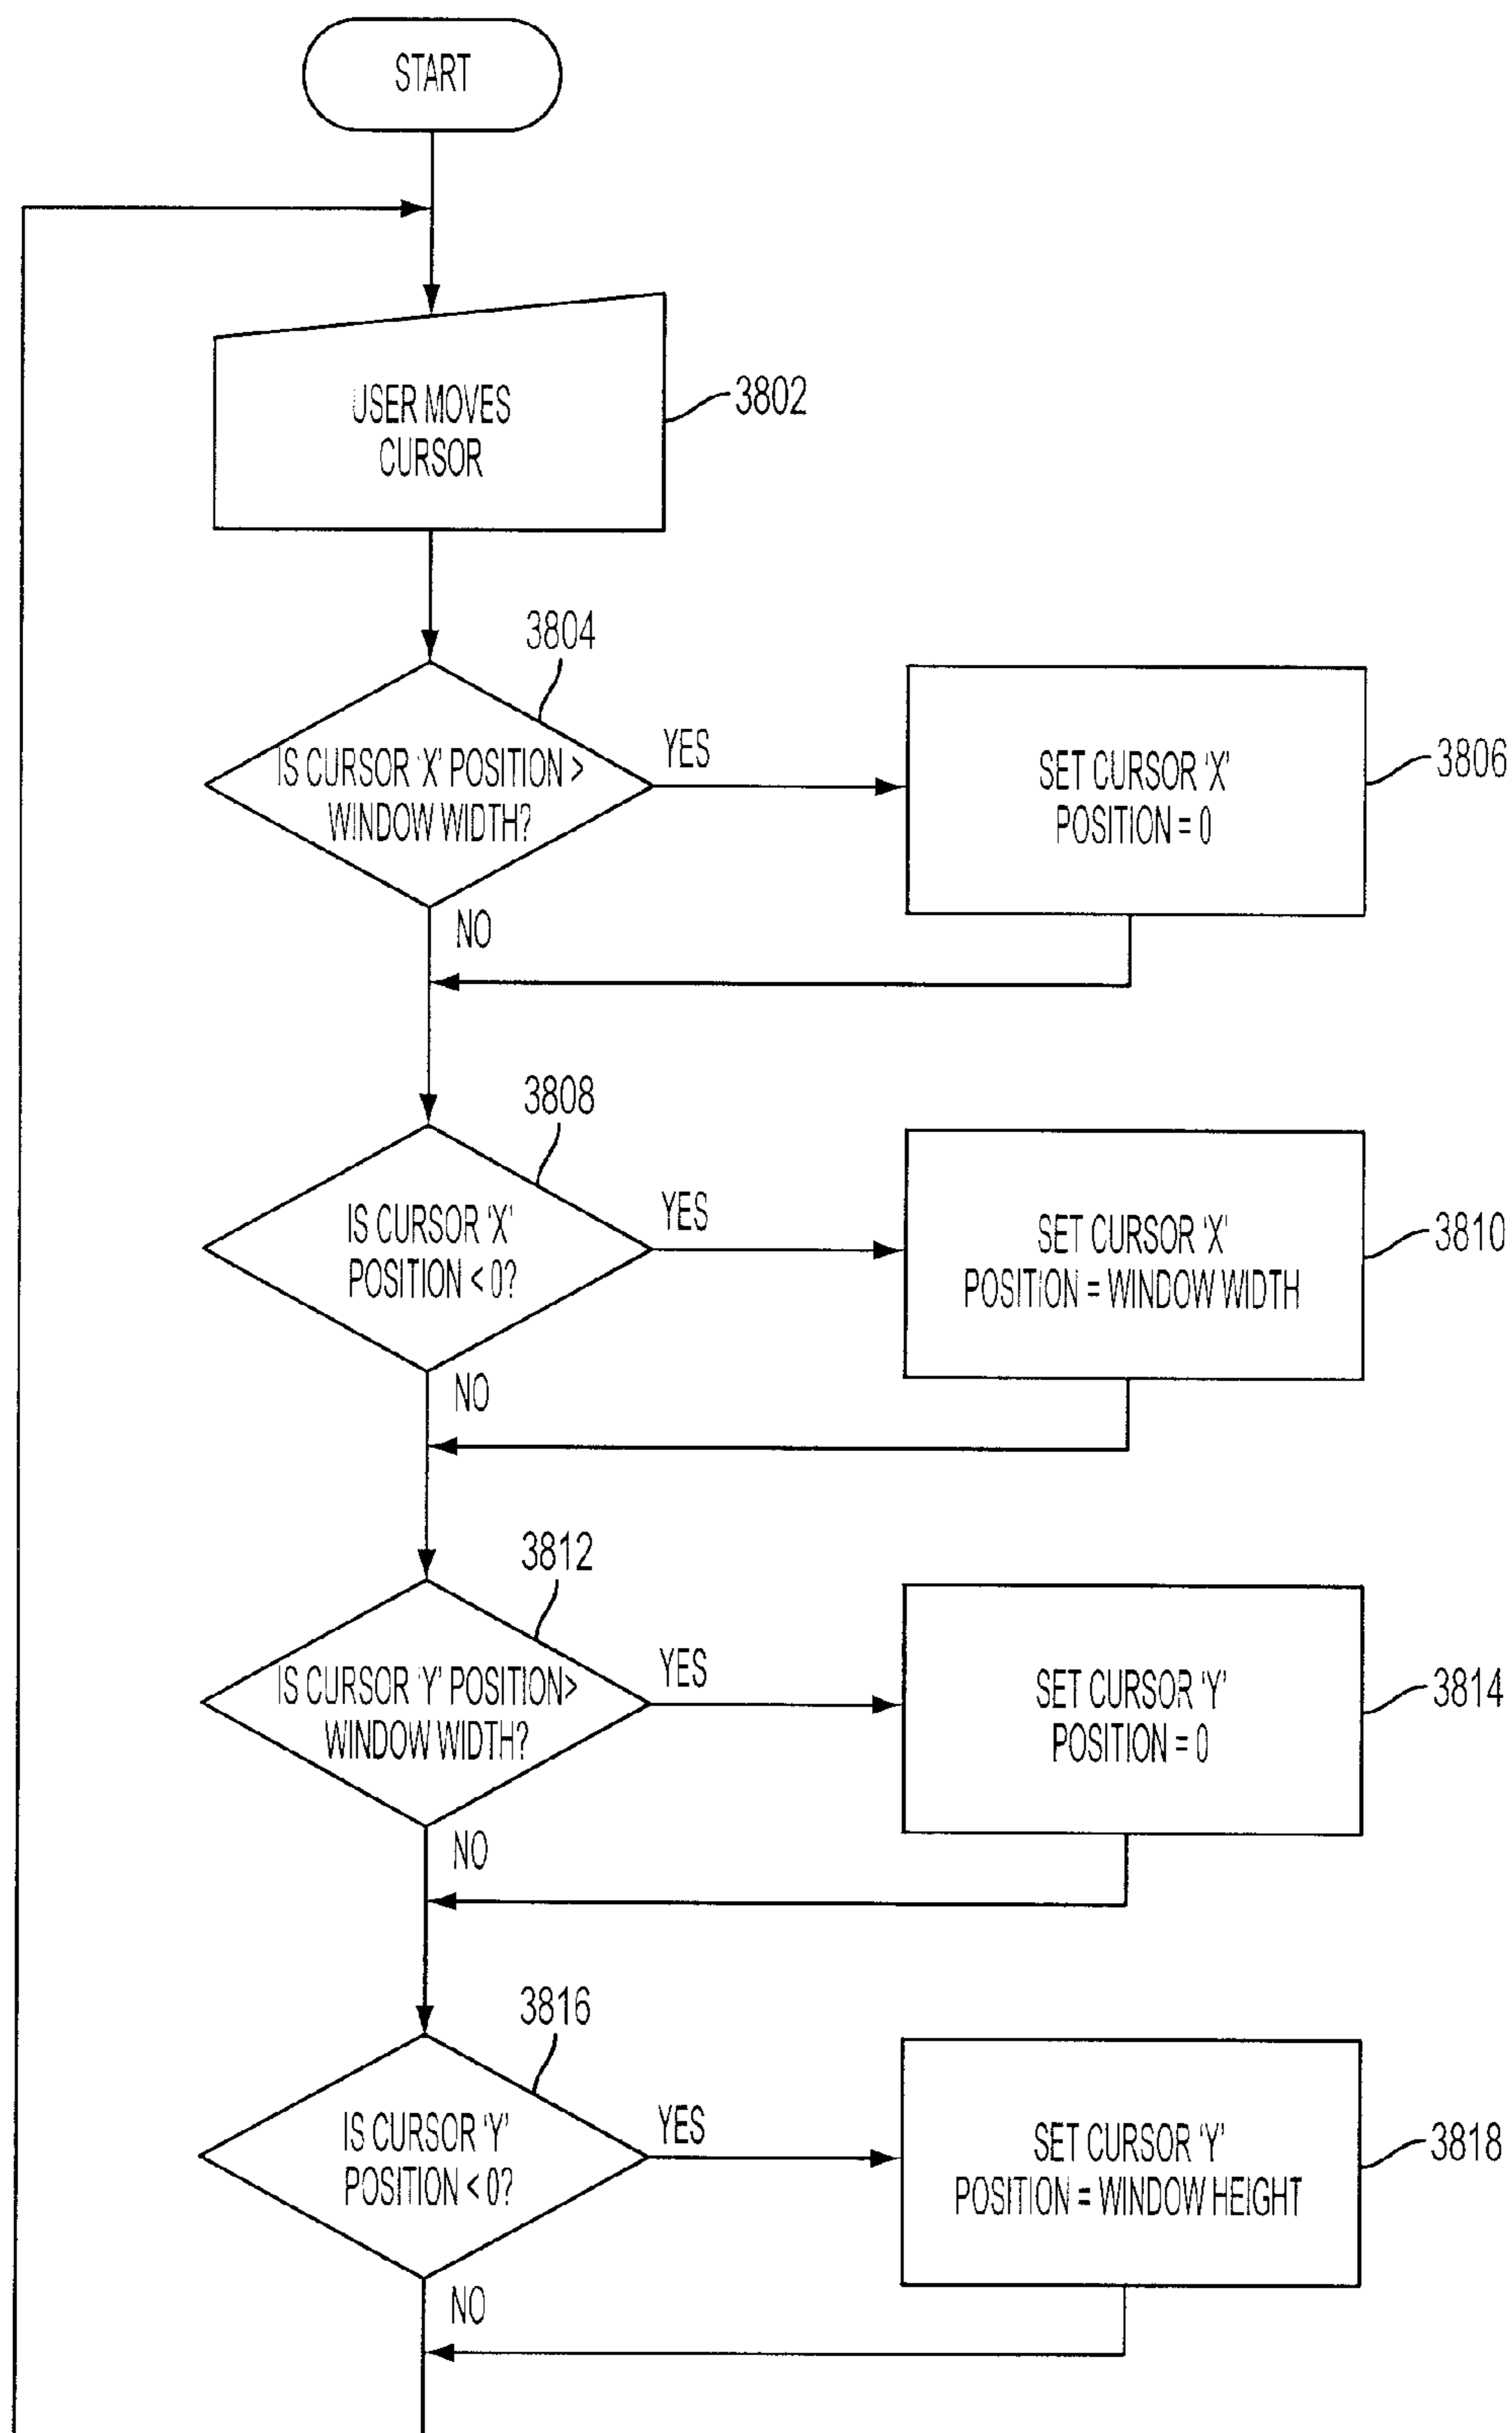 START
USER MOVES
CURSOR
3802
3804
IS CURSOR 'X' POSITION >
WINDOW WIDTH?
YES
NO
SET CURSOR 'X'
POSITION = 0
3806
3808
IS CURSOR 'X'
POSITION < 0?
YES
NO
SET CURSOR 'X'
POSITION = WINDOW WIDTH
3810
3812
IS CURSOR 'Y' POSITION>
WINDOW WIDTH?
YES
NO
SET CURSOR 'Y'
POSITION = 0
3814
3816
IS CURSOR 'Y'
POSITION < 0?
YES
NO
SET CURSOR 'Y'
POSITION = WINDOW HEIGHT
3818